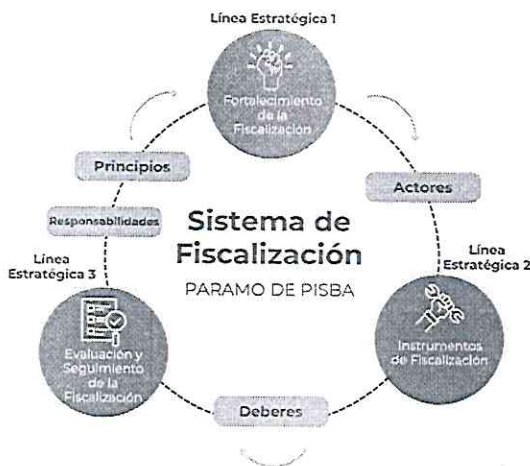 Línea Estratégica 1
Fortalecimiento
de la
Fiscalización
Principios
Actores
Responsabilidades
Sistema de
Fiscalización
PARAMO DE PISBA
Línea
Estratégica 3
Línea
Estratégica 2
Evaluación y
Seguimiento
de la
Fiscalización
Instrumentos
de Fiscalización
Deberes